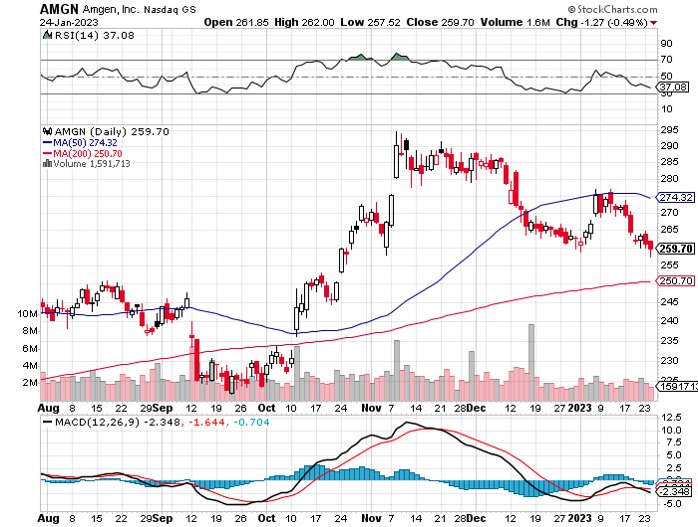 AMGN Amgen, Inc. Nasdaq GS
© StockCharts.com
24-Jan-2023
Open 261.85 High 262.00 Low 257.52 Close 259.70 Volume 1.6M Chg -1.27 (-0.49%)
RSI(14) 37.08
90
70
50
37.08
30
10
AMGN (Daily) 259.70
MA(50) 274.32
MA(200) 250.70
Volume 1,591,713
295
290
285
280
274.32
270
265
259.70
255
250.70
245
240
235
230
225
1591713
10M
8M
6M
4M
2M
Aug 8 15 22 29 Sep 12 19 26 Oct 10 17 24 Nov 7 14 21 28 Dec 12 19 27 2023 9 17 23
MACD(12,26,9) -2.348, -1.644, -0.704
12.5
10.0
7.5
5.0
2.5
-2.348
-5.0
Aug 8 15 22 29 Sep 12 19 26 Oct 10 17 24 Nov 7 14 21 28 Dec 12 19 27 2023 9 17 23